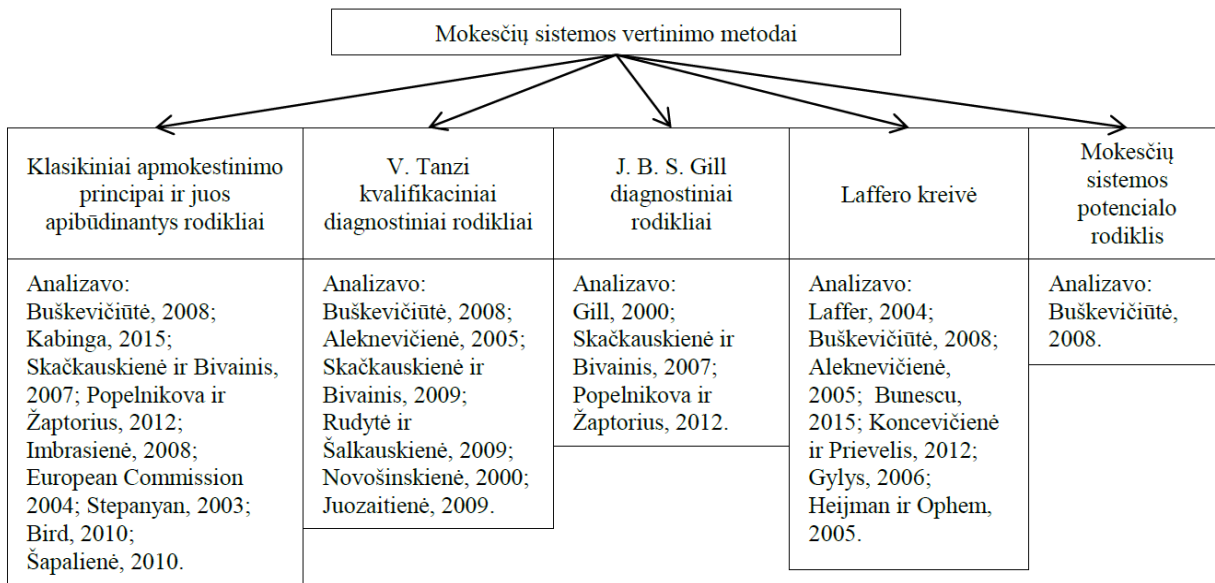 Mokesčių sistemos vertinimo metodai
Klasikiniai apmokestinimo
principai ir juos
apibūdinantys rodikliai
Analizavo:
Buškevičiūtė, 2008;
Kabinga, 2015;
Skačkauskienė ir Bivainis,
2007; Popelnikova ir
Žaptorius, 2012;
Imbrasienė, 2008;
European Commission
2004; Stepanyan, 2003;
Bird, 2010;
Šapalienė, 2010.
V. Tanzi
kvalifikaciniai
diagnostiniai rodikliai
Analizavo:
Buškevičiūtė, 2008;
Aleknevičienė, 2005;
Skačkauskienė ir
Bivainis, 2009;
Rudytė ir
Šalkauskienė, 2009;
Novošinskienė, 2000;
Juozaitienė, 2009.
J. B. S. Gill
diagnostiniai
rodikliai
Analizavo:
Gill, 2000;
Skačkauskienė ir
Bivainis, 2007;
Popelnikova ir
Žaptorius, 2012.
Laffero kreivė
Analizavo:
Laffer, 2004;
Buškevičiūtė, 2008;
Aleknevičienė,
2005; Bunescu,
2015; Koncevičienė
ir Prievelis, 2012;
Gylys, 2006;
Heijman ir Ophem,
2005.
Mokesčių
sistemos
potencialo
rodiklis
Analizavo:
Buškevičiūtė,
2008.